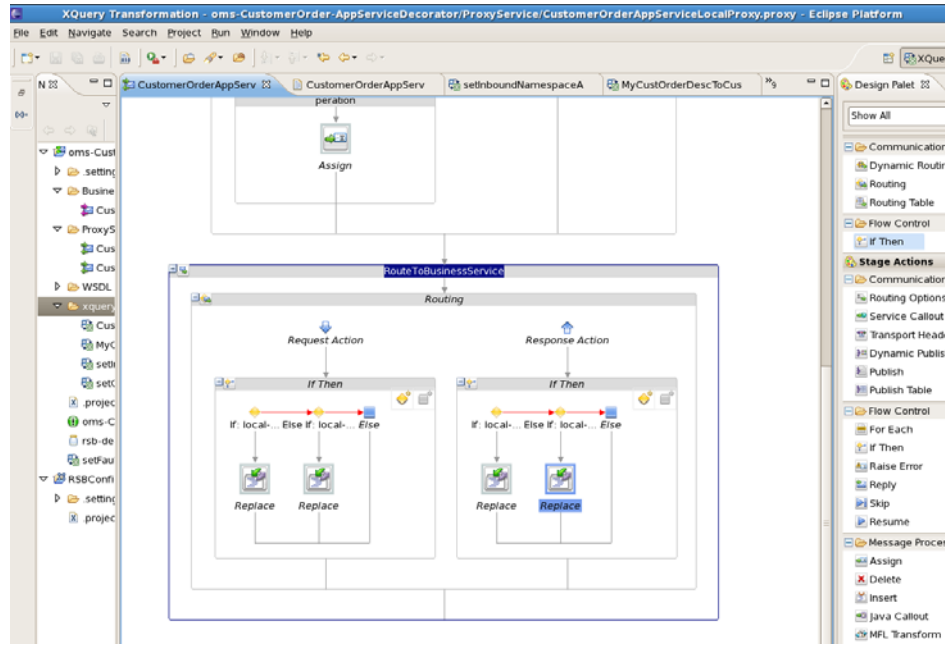 XQuery Transformation - oms-CustomerOrder-AppServiceDecorator/ProxyService/CustomerOrderAppServiceLocalProxy.proxy - Eclipse Platform
File Edit Navigate Search Project Run Window Help
XQue
N
CustomerOrderAppServ
CustomerOrderAppServ
setInboundNamespaceA
MyCustOrderDescToCus
»9
Design Palet
Show All
oms-Cust
.setting
Busine
Cus
ProxyS
Cus
Cus
WSDL
xquery
Cus
MyC
setIn
setO
.projec
oms-C
rsb-de
setFau
RSBConfi
.setting
.projec
peration
Assign
RouteToBusinessService
Routing
Request Action
Response Action
If Then
If Then
If: local-... Else If: local-... Else
If: local-... Else If: local-... Else
Replace
Replace
Replace
Replace
Communication
Dynamic Routin
Routing
Routing Table
Flow Control
If Then
Stage Actions
Communication
Routing Options
Service Callout
Transport Head
Dynamic Publis
Publish
Publish Table
Flow Control
For Each
If Then
Raise Error
Reply
Skip
Resume
Message Proces
Assign
Delete
Insert
Java Callout
MFL Transform